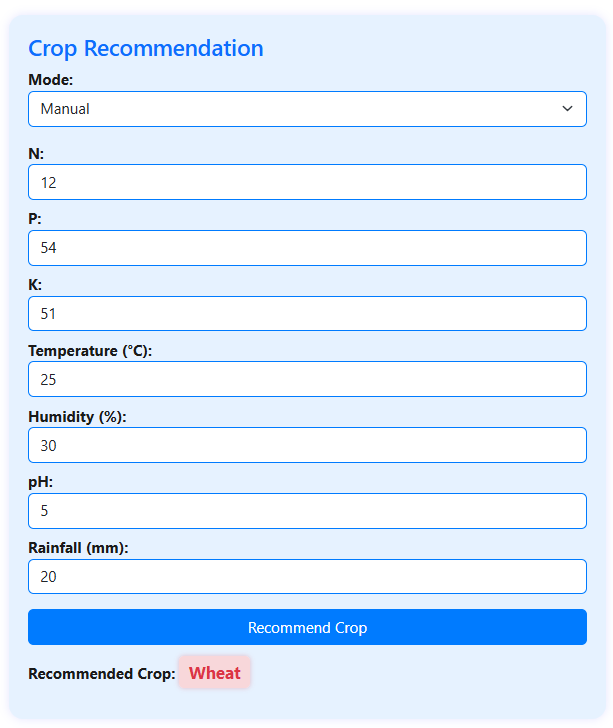 Crop Recommendation
Mode:
Manual
N:
12
P:
54
K:
51
Temperature (°C):
25
Humidity (%):
30
pH:
5
Rainfall (mm):
20
Recommend Crop
Recommended Crop: Wheat